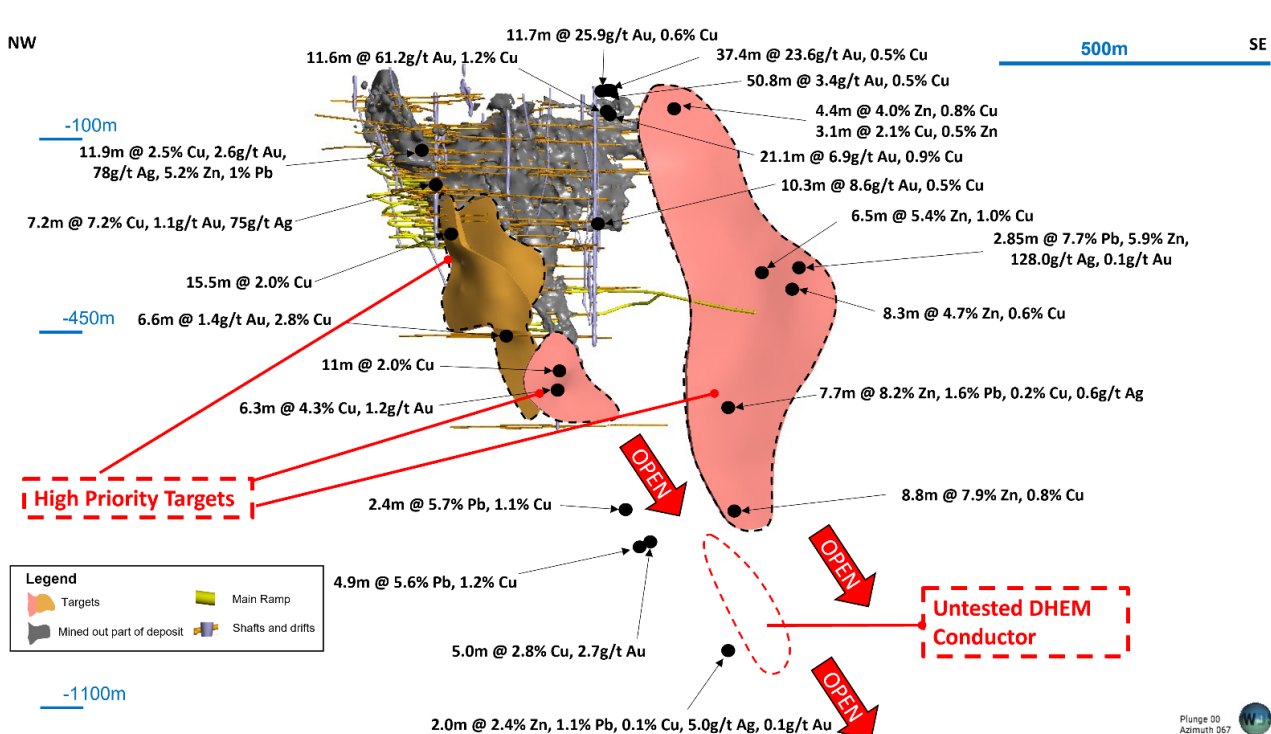 NW
11.7m @ 25.9g/t Au, 0.6% Cu
SE
500m
11.6m @ 61.2g/t Au, 1.2% Cu
37.4m @ 23.6g/t Au, 0.5% Cu
50.8m @ 3.4g/t Au, 0.5% Cu
4.4m @ 4.0% Zn, 0.8% Cu
3.1m @ 2.1% Cu, 0.5% Zn
-100m
11.9m @ 2.5% Cu, 2.6g/t Au,
78g/t Ag, 5.2% Zn, 1% Pb
21.1m @ 6.9g/t Au, 0.9% Cu
10.3m @ 8.6g/t Au, 0.5% Cu
7.2m @ 7.2% Cu, 1.1g/t Au, 75g/t Ag
6.5m @ 5.4% Zn, 1.0% Cu
2.85m @ 7.7% Pb, 5.9% Zn,
128.0g/t Ag, 0.1g/t Au
15.5m @ 2.0% Cu
8.3m @ 4.7% Zn, 0.6% Cu
-450m
6.6m @ 1.4g/t Au, 2.8% Cu
11m @ 2.0% Cu
6.3m @ 4.3% Cu, 1.2g/t Au
7.7m @ 8.2% Zn, 1.6% Pb, 0.2% Cu, 0.6g/t Ag
High Priority Targets
OPEN
2.4m @ 5.7% Pb, 1.1% Cu
8.8m @ 7.9% Zn, 0.8% Cu
OPEN
4.9m @ 5.6% Pb, 1.2% Cu
Untested DHEM
Conductor
Legend
Targets
Main Ramp
Mined out part of deposit
Shafts and drifts
5.0m @ 2.8% Cu, 2.7g/t Au
OPEN
-1100m
2.0m @ 2.4% Zn, 1.1% Pb, 0.1% Cu, 5.0g/t Ag, 0.1g/t Au
Plunge 00
Azimuth 067
W